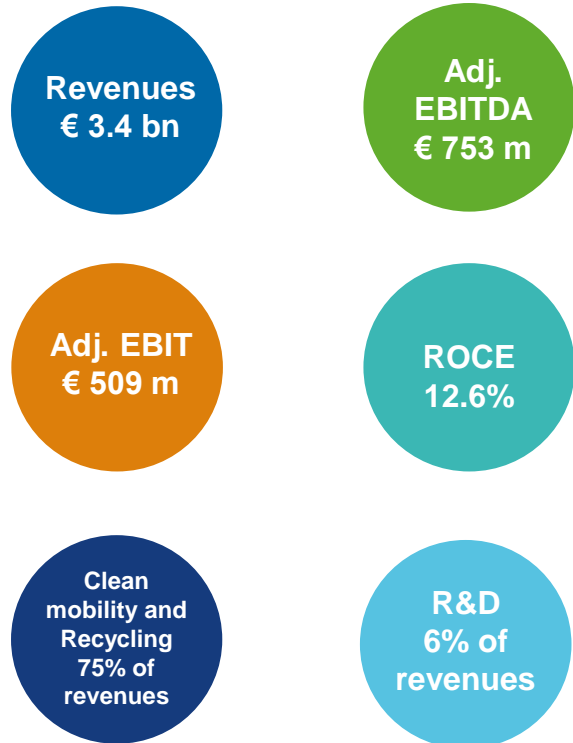 Revenues
€ 3.4 bn
Adj.
EBITDA
€ 753 m
Adj. EBIT
€ 509 m
ROCE
12.6%
Clean
mobility and
Recycling
75% of
revenues
R&D
6% of
revenues